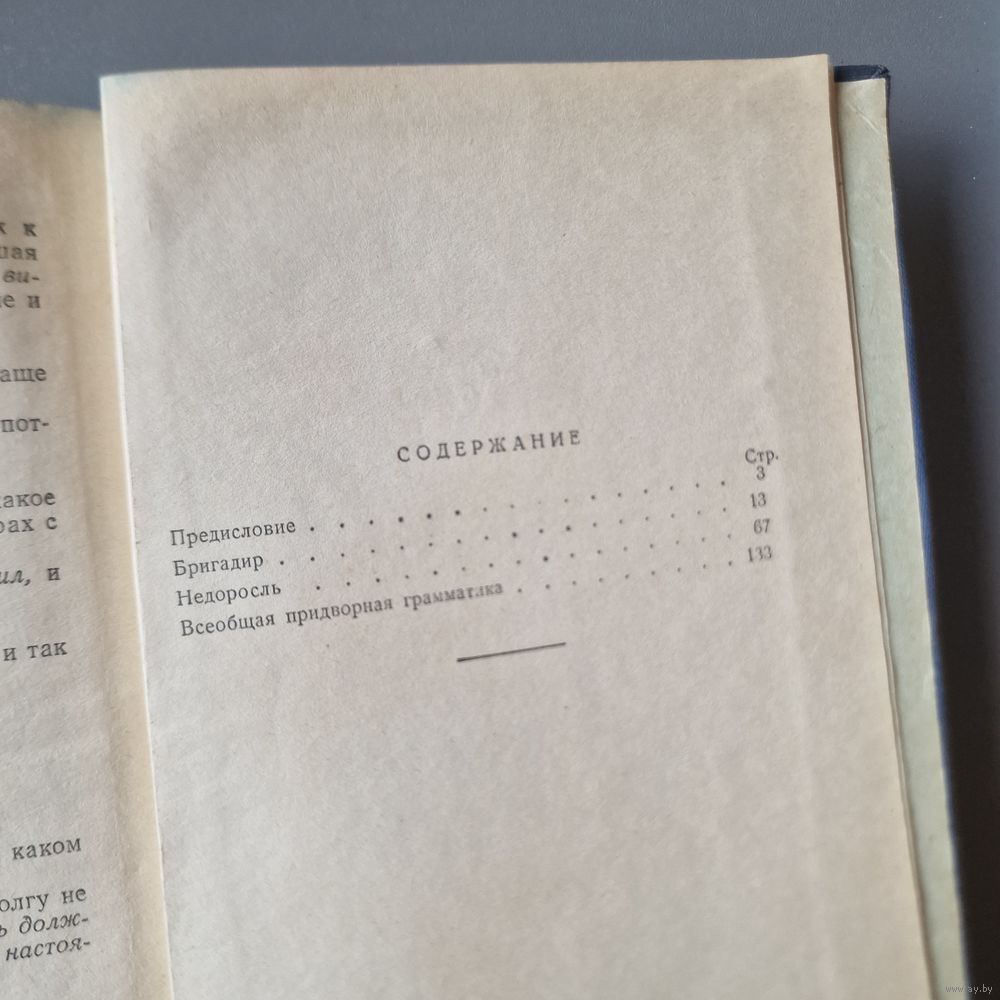 к к
ви-
е и
аще
пот-
акое
рах с
ил, и
и так
каком
олгу не
ь долж-
настоя-
СОДЕРЖАНИЕ
Стр.
Предисловие . . . . . . . . . . . . . . . 3
Бригадир . . . . . . . . . . . . . . . . 13
Недоросль . . . . . . . . . . . . . . . 67
Всеобщая придворная грамматика . . . . . . . . 133
www.ay.by